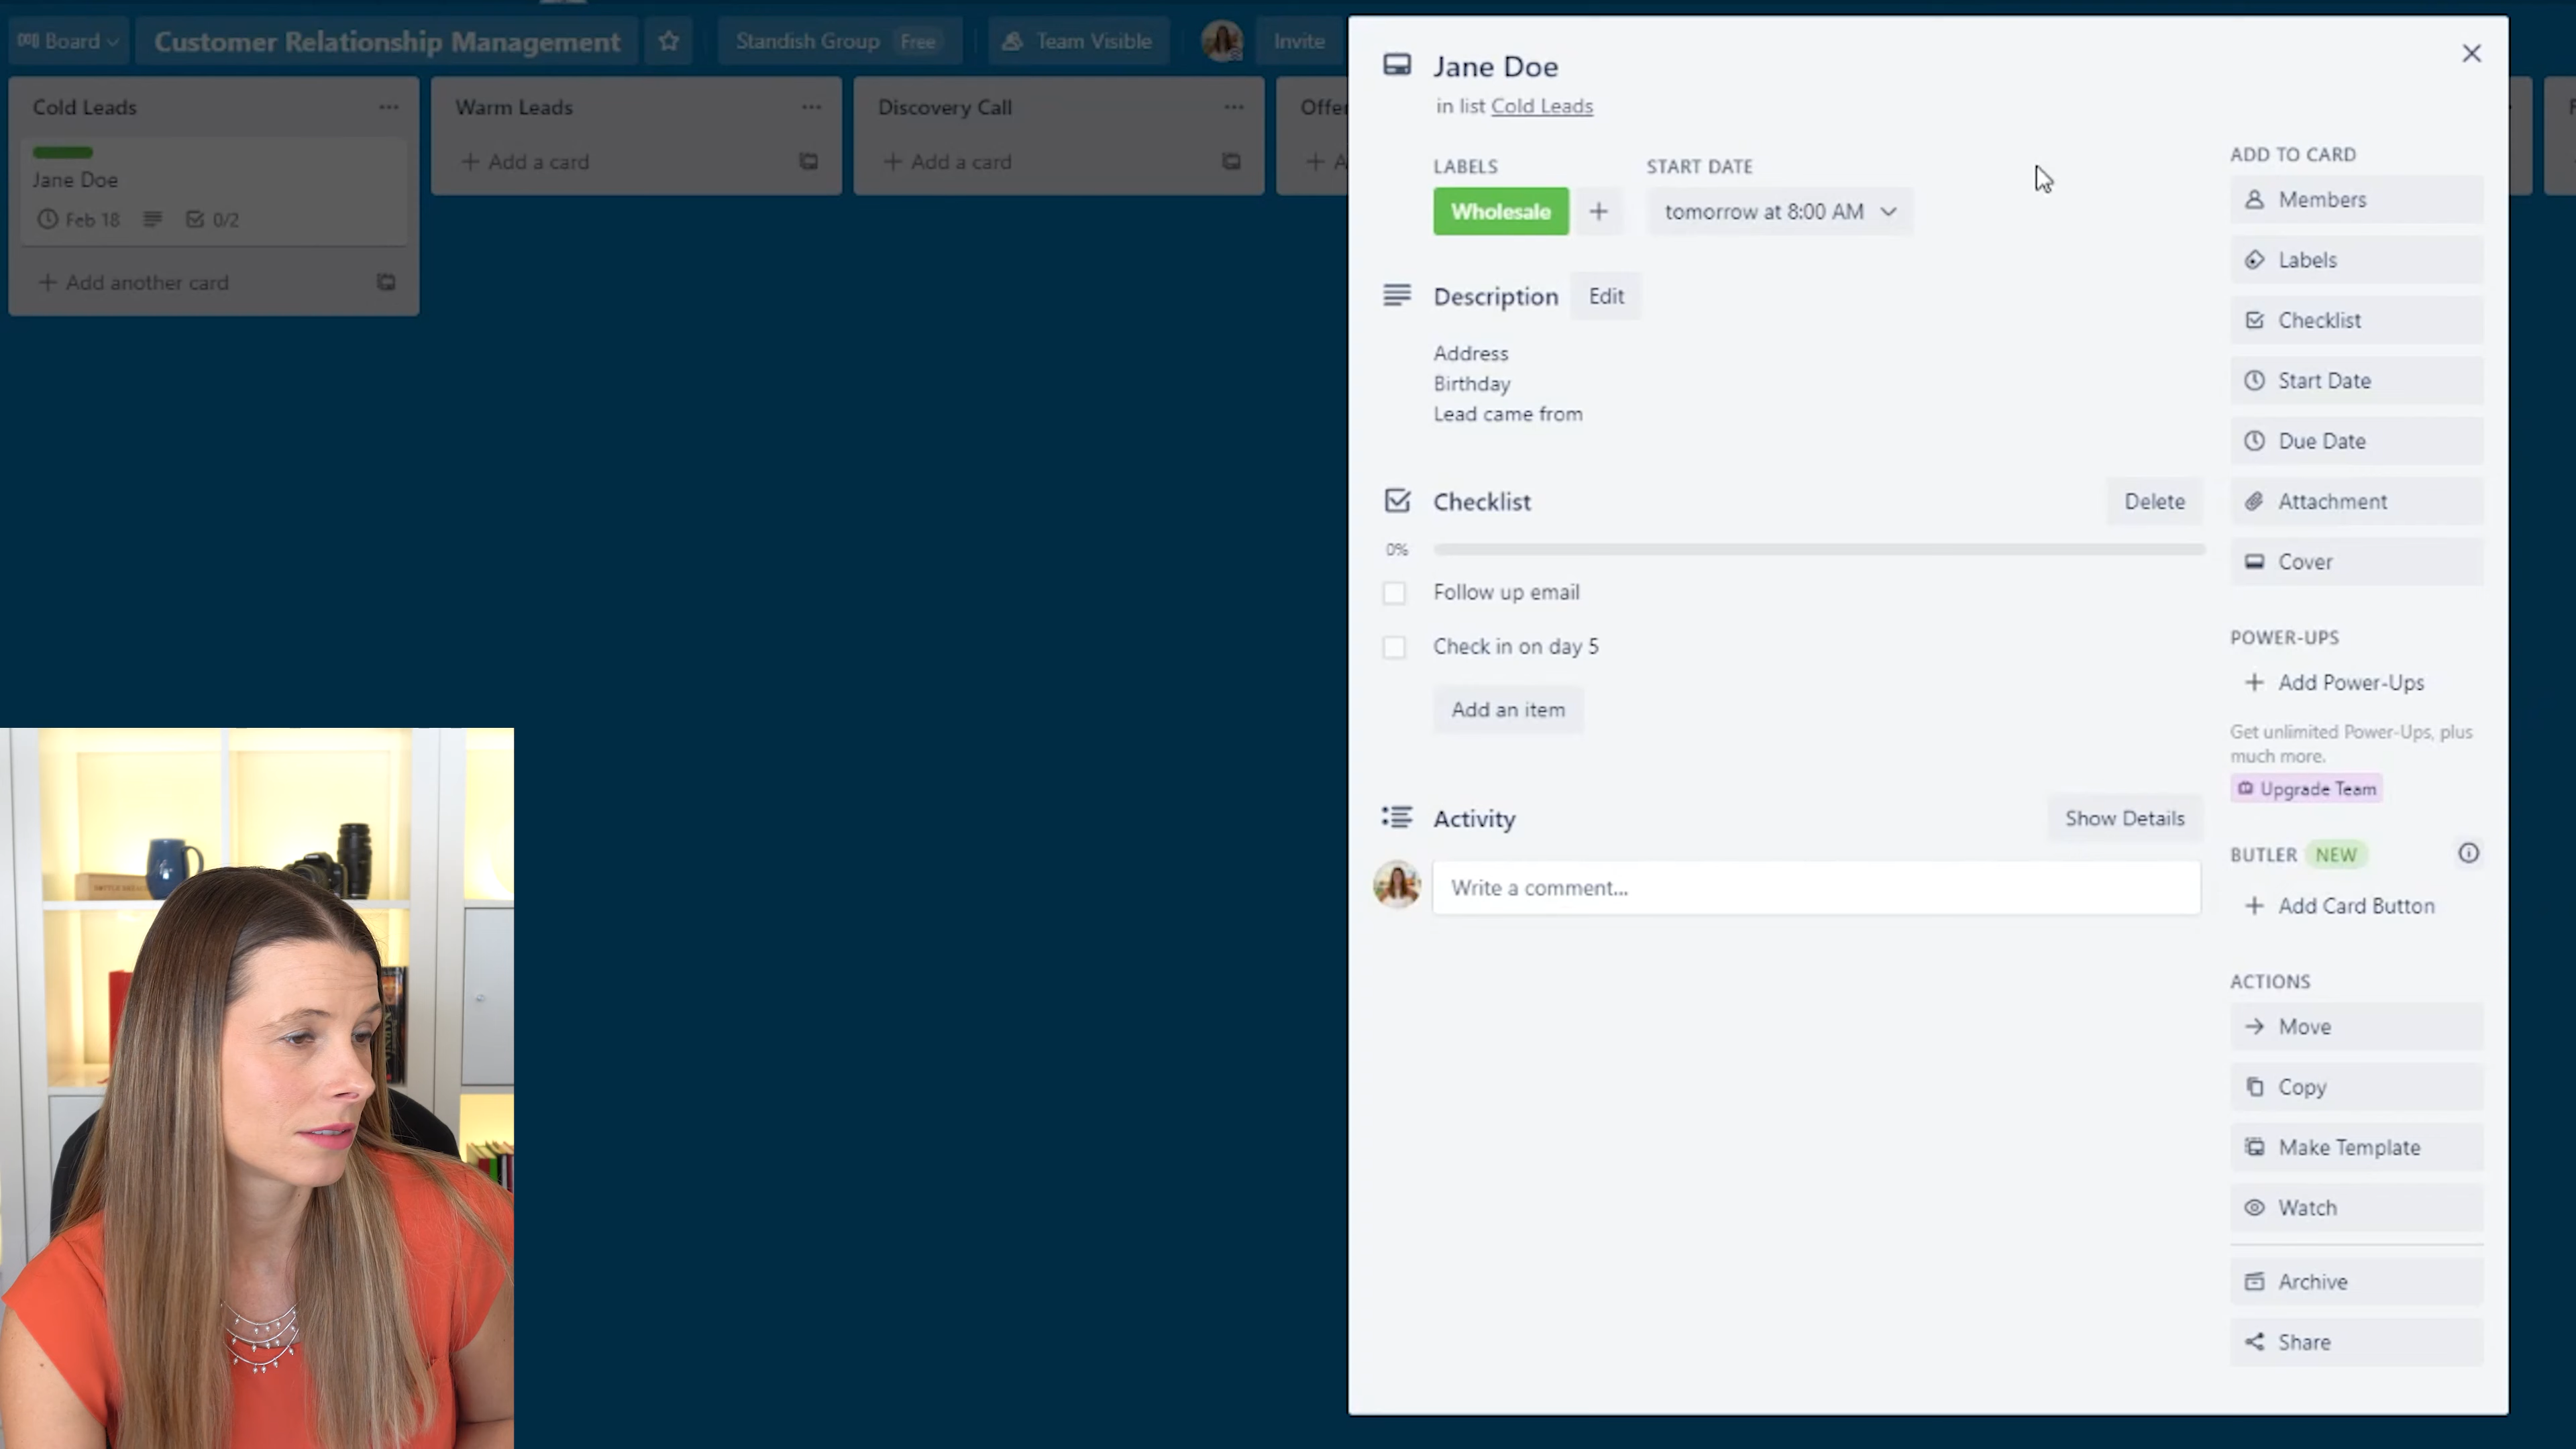 Board
Customer Relationship Management
Standish Group Free
Team Visible
Invite
Cold Leads
Jane Doe
Feb 18
0/2
+ Add another card
Warm Leads
+ Add a card
Discovery Call
+ Add a card
Jane Doe
in list Cold Leads
LABELS
Wholesale
+
START DATE
tomorrow at 8:00 AM
Description
Edit
Address
Birthday
Lead came from
Checklist
Delete
0%
Follow up email
Check in on day 5
Add an item
Activity
Show Details
Write a comment...
ADD TO CARD
Members
Labels
Checklist
Start Date
Due Date
Attachment
Cover
POWER-UPS
+ Add Power-Ups
Get unlimited Power-Ups, plus
much more.
Upgrade Team
BUTLER NEW
+ Add Card Button
ACTIONS
Move
Copy
Make Template
Watch
Archive
Share